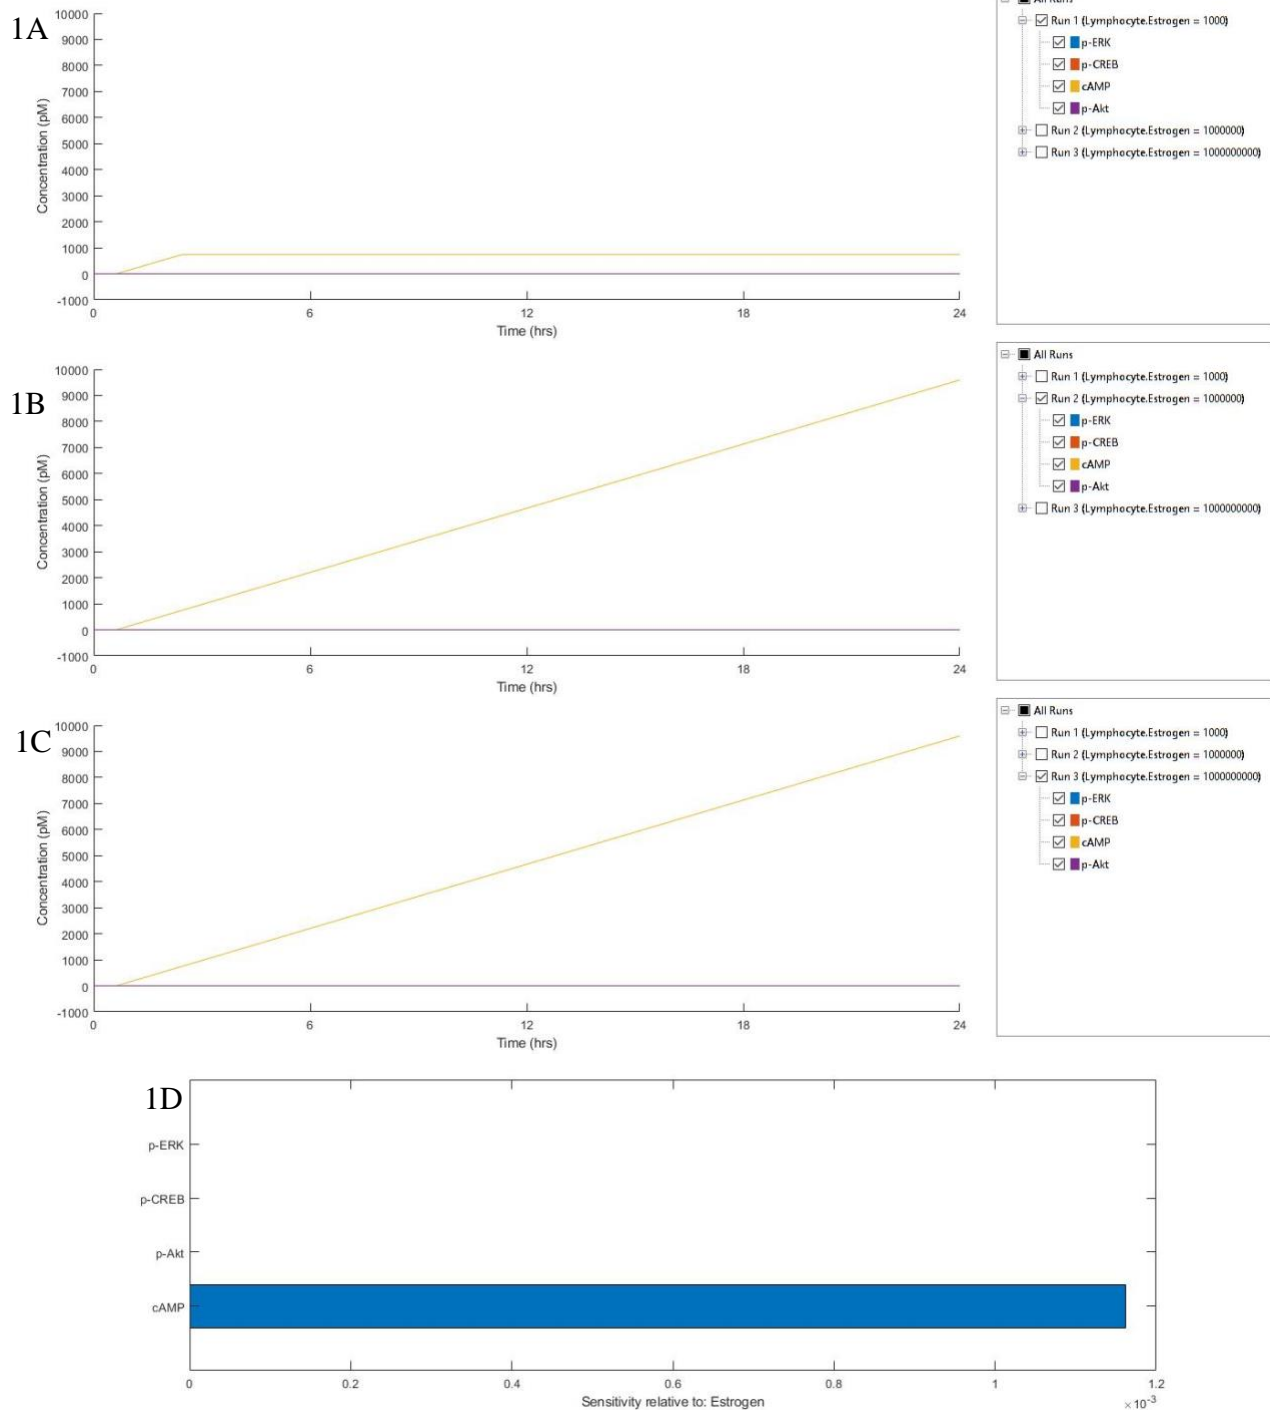 1A
10000
9000
8000
7000
6000
5000
4000
3000
2000
1000
0
-1000
Concentration (pM)
0 6 12 18 24
Time (hrs)
All Runs
Run 1 (Lymphocyte.Estrogen = 1000)
p-ERK
p-CREB
cAMP
p-Akt
Run 2 (Lymphocyte.Estrogen = 1000000)
Run 3 (Lymphocyte.Estrogen = 1000000000)
1B
10000
9000
8000
7000
6000
5000
4000
3000
2000
1000
0
-1000
Concentration (pM)
0 6 12 18 24
Time (hrs)
All Runs
Run 1 (Lymphocyte.Estrogen = 1000)
Run 2 (Lymphocyte.Estrogen = 1000000)
p-ERK
p-CREB
cAMP
p-Akt
Run 3 (Lymphocyte.Estrogen = 1000000000)
1C
10000
9000
8000
7000
6000
5000
4000
3000
2000
1000
0
-1000
Concentration (pM)
0 6 12 18 24
Time (hrs)
All Runs
Run 1 (Lymphocyte.Estrogen = 1000)
Run 2 (Lymphocyte.Estrogen = 1000000)
Run 3 (Lymphocyte.Estrogen = 1000000000)
p-ERK
p-CREB
cAMP
p-Akt
1D
p-ERK
p-CREB
p-Akt
cAMP
0 0.2 0.4 0.6 0.8 1 1.2
Sensitivity relative to: Estrogen
×10⁻³